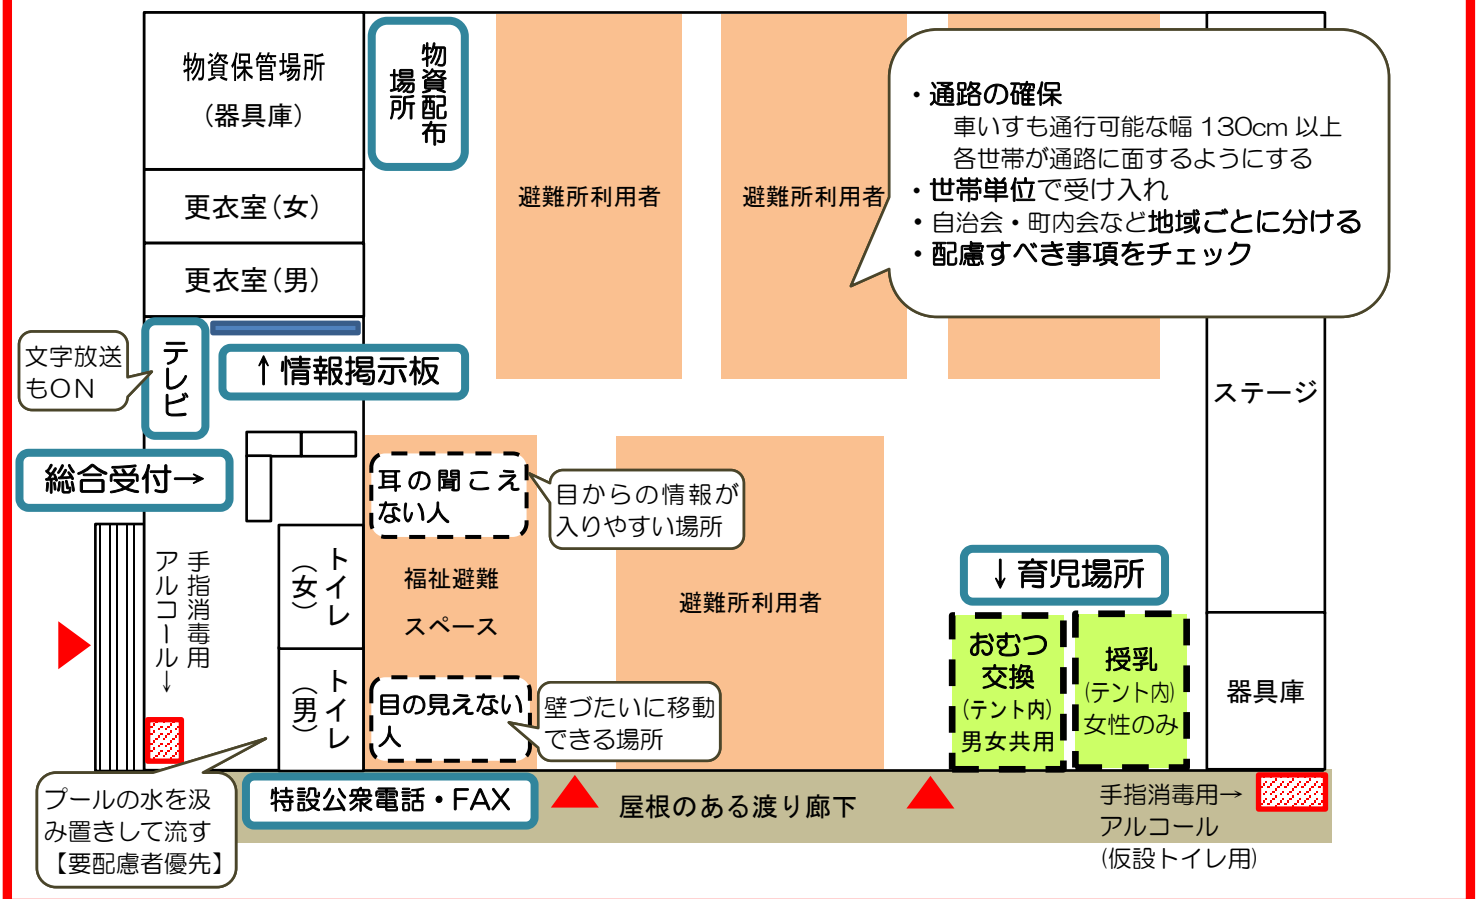 物資保管場所
（器具庫）
物資配布
場所
避難所利用者
避難所利用者
・通路の確保
車いすも通行可能な幅 130cm 以上
各世帯が通路に面するようにする
・世帯単位で受け入れ
・自治会・町内会など地域ごとに分ける
・配慮すべき事項をチェック
更衣室（女）
更衣室（男）
文字放送
もON
テレビ
↑情報掲示板
ステージ
総合受付→
耳の聞こえ
ない人
目からの情報が
入りやすい場所
手指消毒用
アルコール→
トイレ
（女）
福祉避難
スペース
避難所利用者
↓育児場所
おむつ
交換
(テント内)
男女共用
授乳
(テント内)
女性のみ
器具庫
トイレ
（男）
目の見えない
人
壁づたいに移動
できる場所
プールの水を汲
み置きして流す
【要配慮者優先】
特設公衆電話・FAX
屋根のある渡り廊下
手指消毒用→
アルコール
(仮設トイレ用)